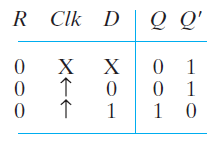 R Clk D Q Q'
0 X X 0 1
0 ↑ 0 0 1
0 ↑ 1 1 0